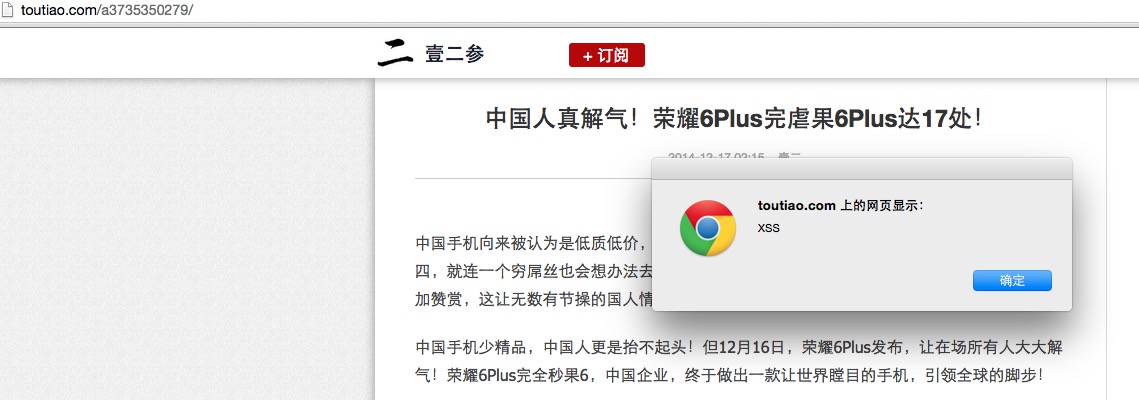 toutiao.com/a3735350279/
二 壹二参 + 订阅
中国人真解气！荣耀6Plus完虐果6Plus达17处！
2014-12-17 02:15 壹二
toutiao.com 上的网页显示：
XSS
确定
中国手机向来被认为是低质低价，
四，就连一个穷屌丝也会想办法去
加赞赏，这让无数有节操的国人情
中国手机少精品，中国人更是抬不起头！但12月16日，荣耀6Plus发布，让在场所有人大大解
气！荣耀6Plus完全秒果6，中国企业，终于做出一款让世界瞠目的手机，引领全球的脚步！